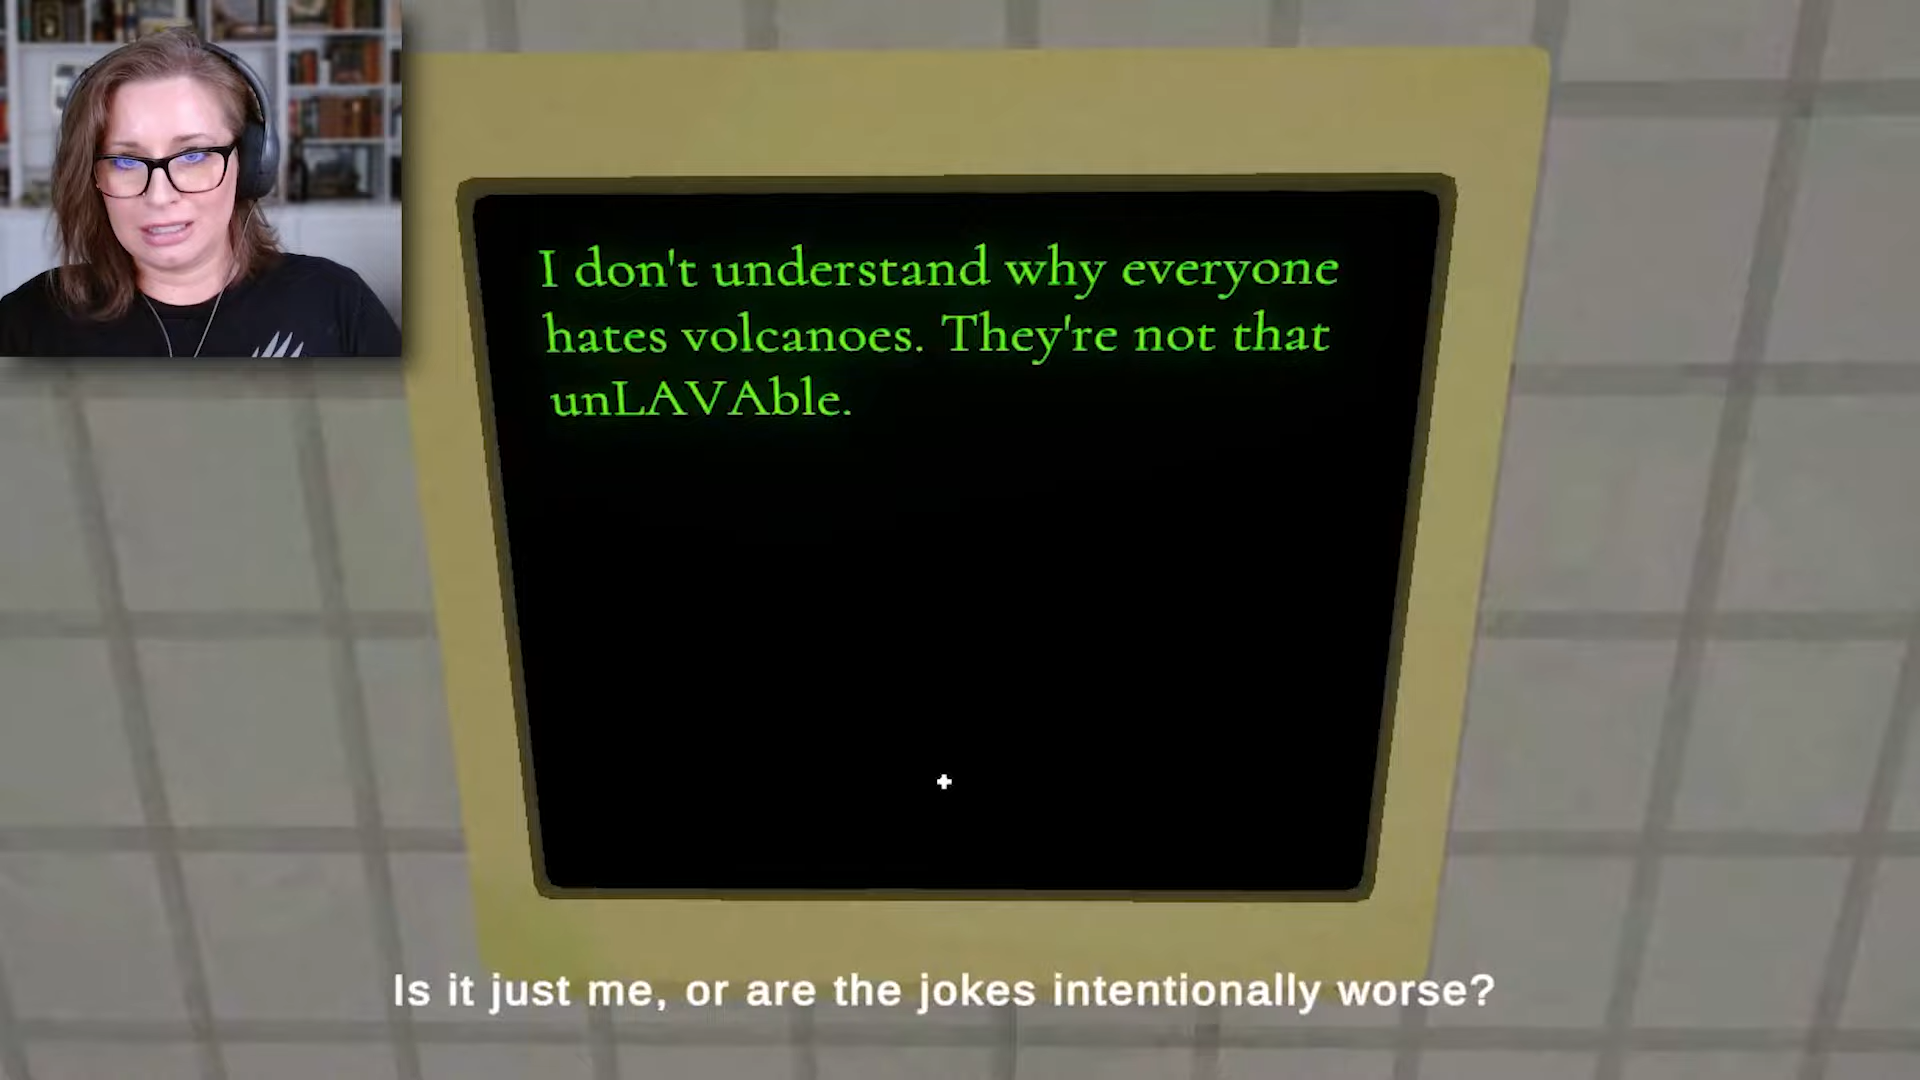 I don't understand why everyone
hates volcanoes. They're not that
unLAVAble.
Is it just me, or are the jokes intentionally worse?